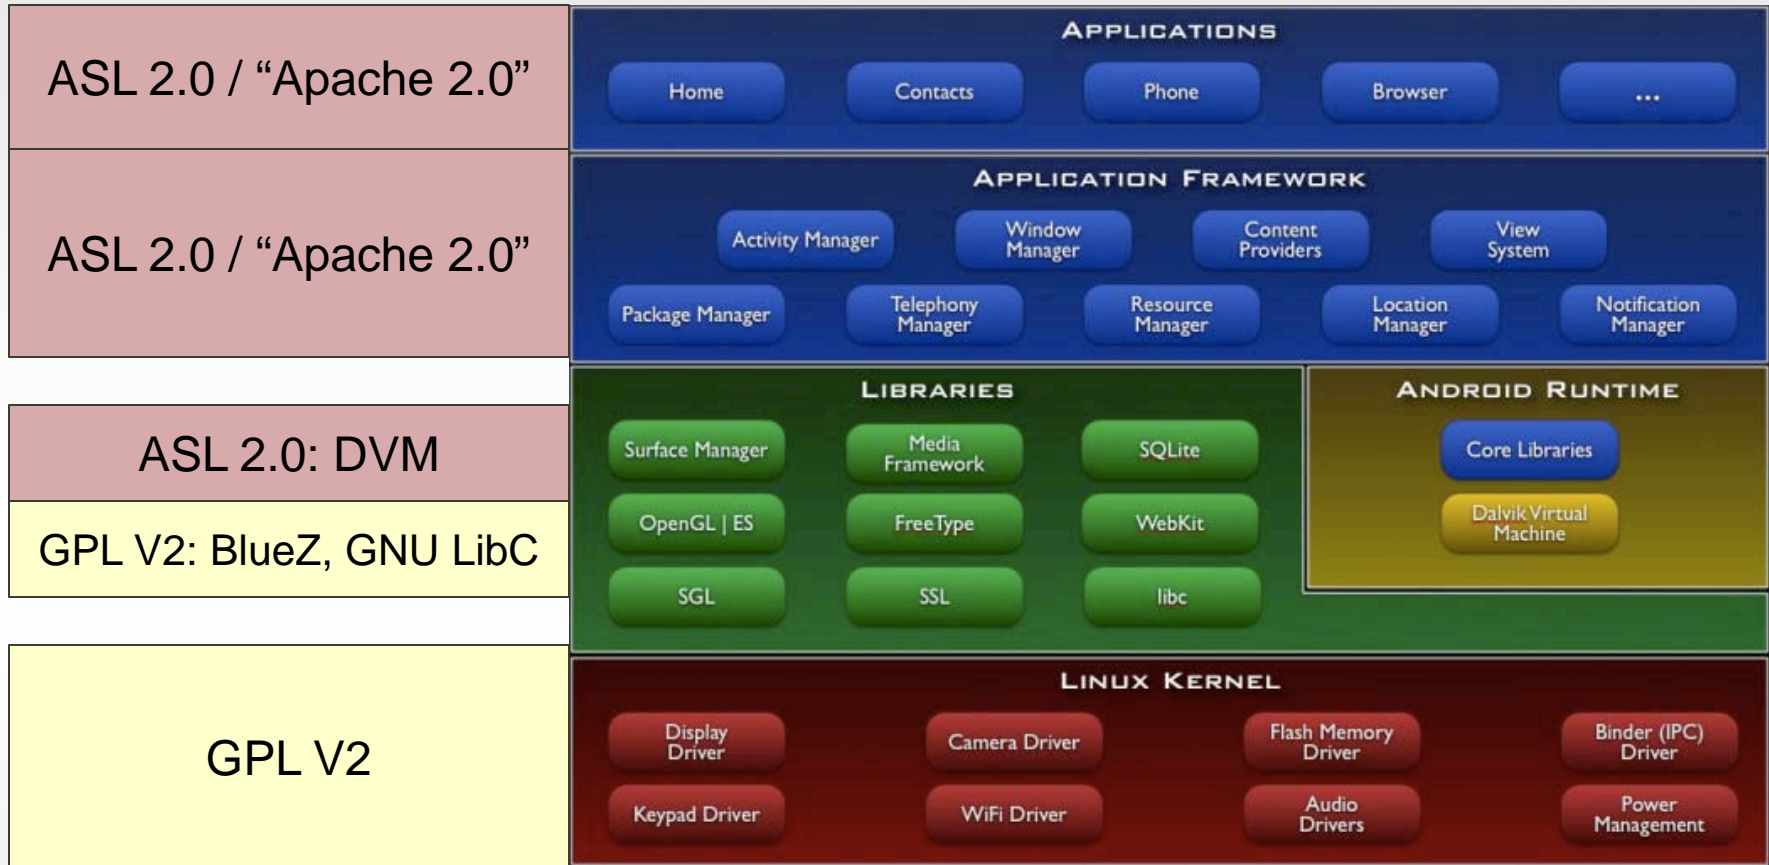 ASL 2.0 / “Apache 2.0”
APPLICATIONS
Home
Contacts
Phone
Browser
...
ASL 2.0 / “Apache 2.0”
APPLICATION FRAMEWORK
Activity Manager
Window
Manager
Content
Providers
View
System
Package Manager
Telephony
Manager
Resource
Manager
Location
Manager
Notification
Manager
ASL 2.0: DVM
GPL V2: BlueZ, GNU LibC
LIBRARIES
Surface Manager
Media
Framework
SQLite
OpenGL | ES
FreeType
WebKit
SGL
SSL
libc
ANDROID RUNTIME
Core Libraries
Dalvik Virtual
Machine
GPL V2
LINUX KERNEL
Display
Driver
Camera Driver
Flash Memory
Driver
Binder (IPC)
Driver
Keypad Driver
WiFi Driver
Audio
Drivers
Power
Management